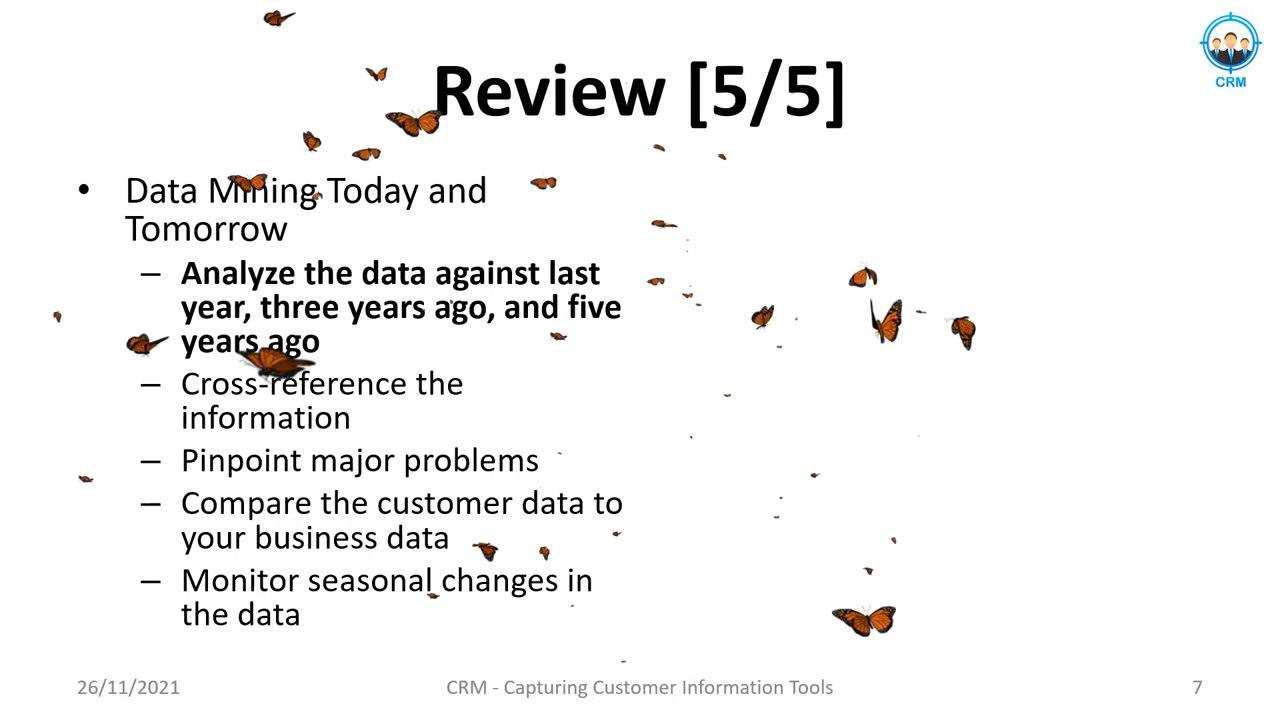 CRM
Review [5/5]
• Data Mining Today and
Tomorrow
– Analyze the data against last
year, three years ago, and five
years ago
– Cross-reference the
information
– Pinpoint major problems
– Compare the customer data to
your business data
– Monitor seasonal changes in
the data
26/11/2021
CRM - Capturing Customer Information Tools
7